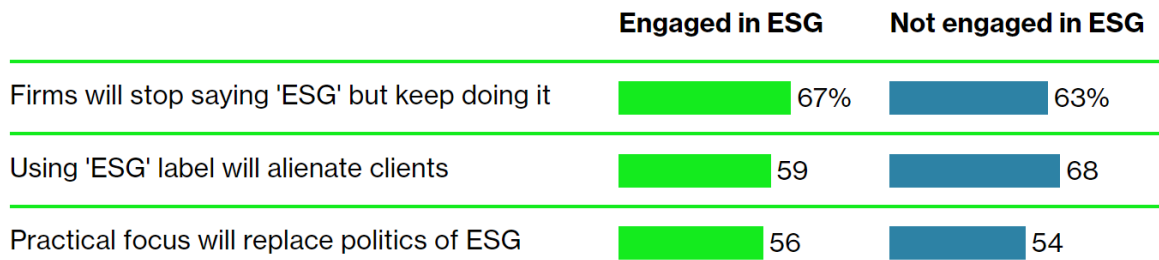 Engaged in ESG Not engaged in ESG
Firms will stop saying 'ESG' but keep doing it 67% 63%
Using 'ESG' label will alienate clients 59 68
Practical focus will replace politics of ESG 56 54